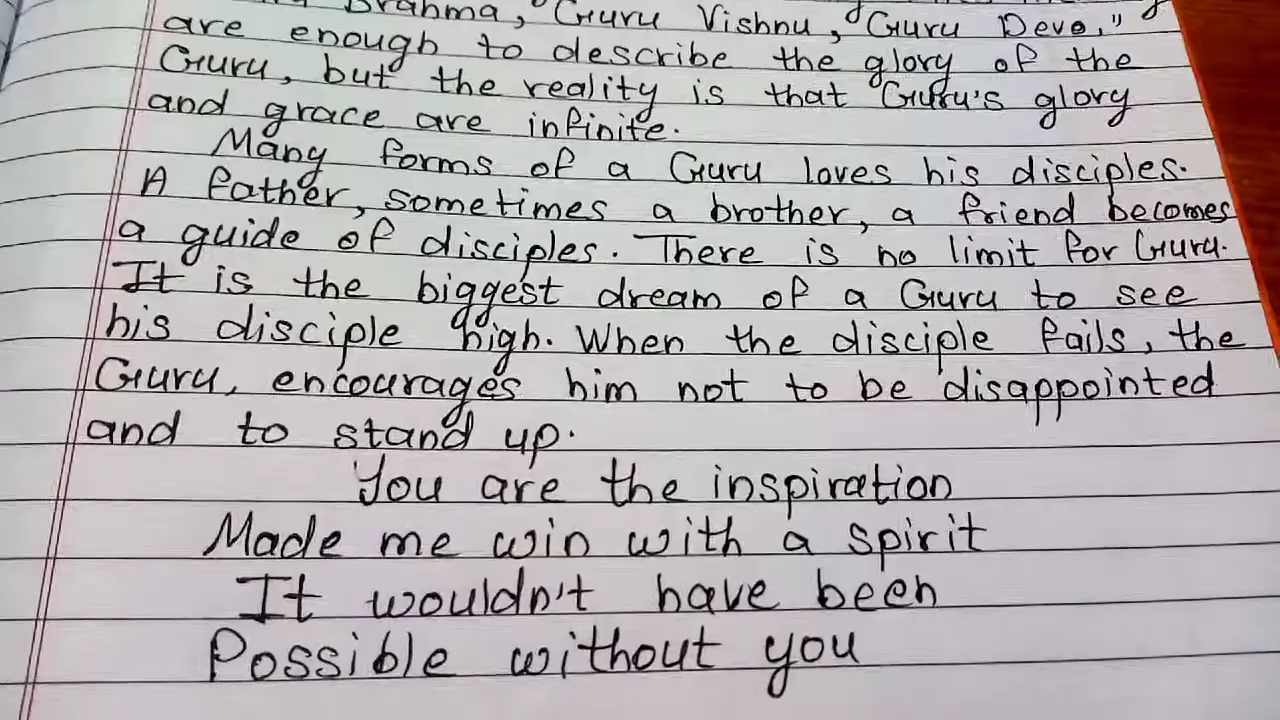 Brahma, "Guru Vishnu, "Guru Devo,"
are enough to describe the glory of the
Guru, but the reality is that Guru's glory
and grace are infinite.
Many forms of a Guru loves his disciples.
A father, sometimes a brother, a friend becomes
a guide of disciples. There is no limit for Guru.
It is the biggest dream of a Guru to see
his disciple high. When the disciple fails, the
Guru, encourages him not to be disappointed
and to stand up.
You are the inspiration
Made me win with a spirit
It wouldn't have been
Possible without you